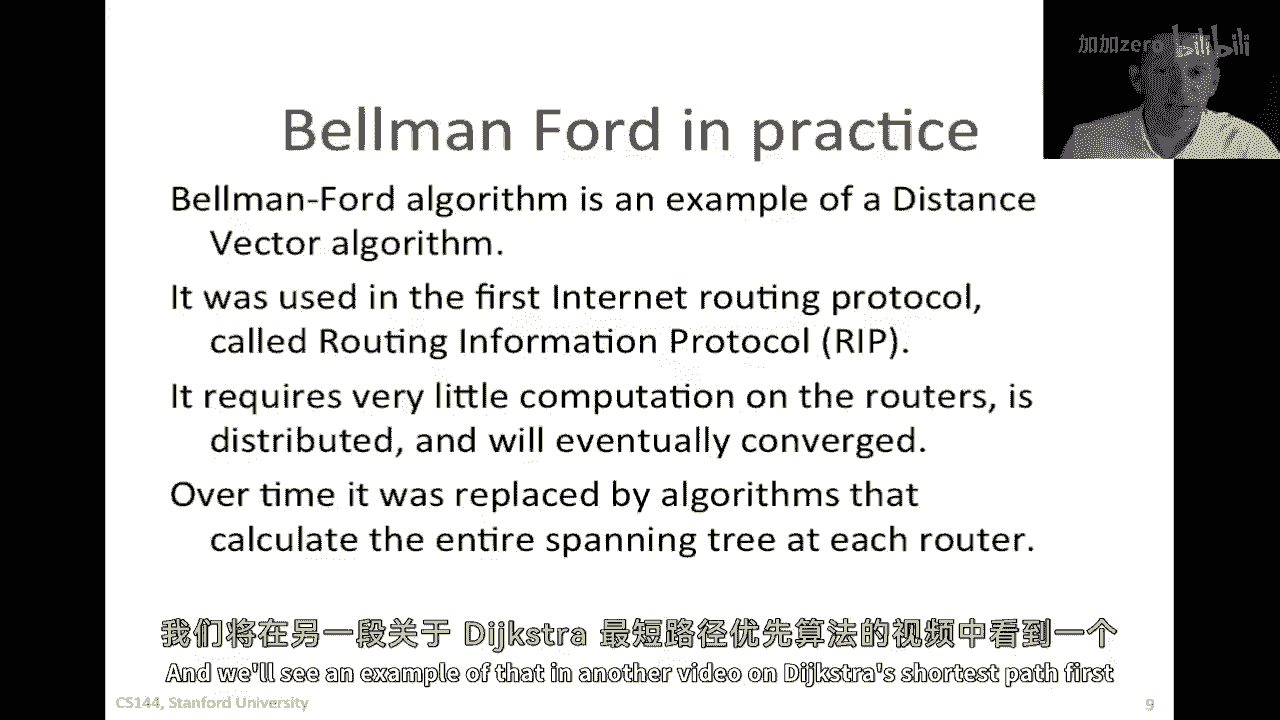 加加zero bilibili
Bellman Ford in practice
Bellman-Ford algorithm is an example of a Distance
Vector algorithm.
It was used in the first Internet routing protocol,
called Routing Information Protocol (RIP).
It requires very little computation on the routers, is
distributed, and will eventually converged.
Over time it was replaced by algorithms that
calculate the entire spanning tree at each router.
我们将在另一段关于 Dijkstra 最短路径优先算法的视频中看到一个
And we'll see an example of that in another video on Dijkstra's shortest path first
CS144, Stanford University
9